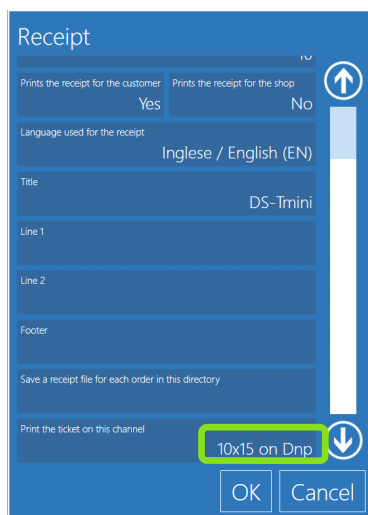 Receipt
Prints the receipt for the customer
Yes
Prints the receipt for the shop
No
Language used for the receipt
Inglese / English (EN)
Title
DS-Tmini
Line 1
Line 2
Footer
Save a receipt file for each order in this directory
Print the ticket on this channel
10x15 on Dnp
OK
Cancel